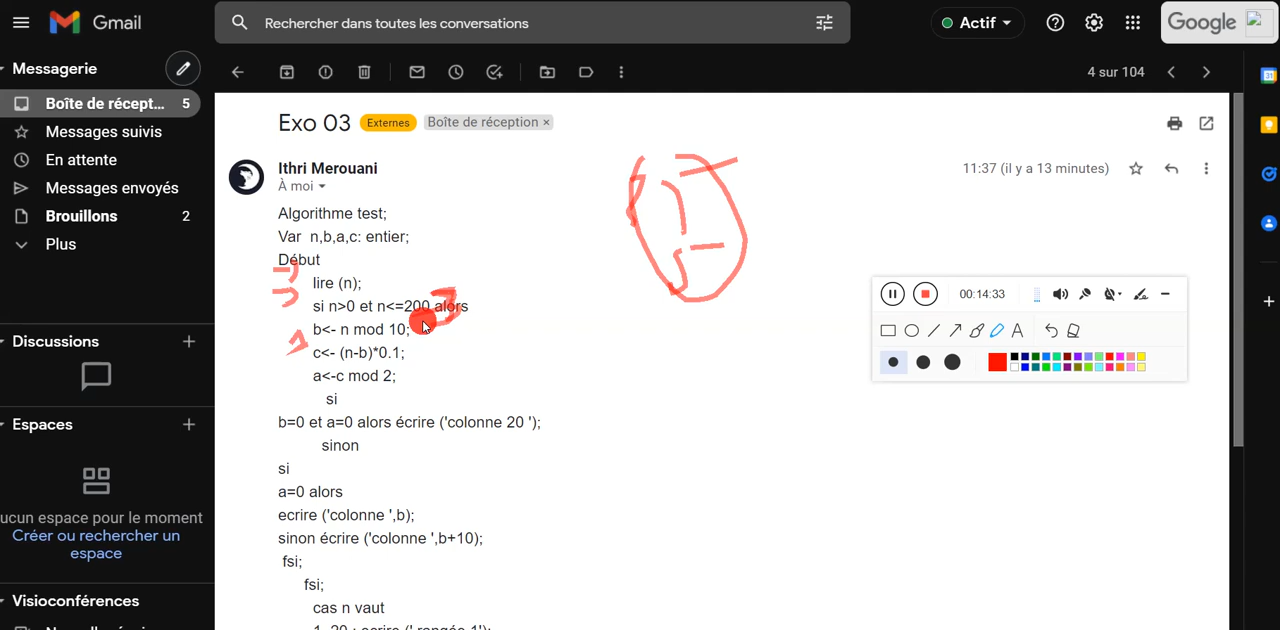 Gmail
Rechercher dans toutes les conversations
Actif
Google
Messagerie
4 sur 104
31
Boîte de récept... 5
Messages suivis
En attente
Messages envoyés
Brouillons 2
Plus
Discussions
Espaces
ucun espace pour le moment
Créer ou rechercher un
espace
Visioconférences
Exo 03 Externes Boîte de réception ×
Ithri Merouani
À moi
11:37 (il y a 13 minutes)
Algorithme test;
Var n,b,a,c: entier;
Début
lire (n);
si n>0 et n<=200 alors
b<- n mod 10;
c<- (n-b)*0.1;
a<-c mod 2;
si
b=0 et a=0 alors écrire ('colonne 20 ');
sinon
si
a=0 alors
ecrire ('colonne ',b);
sinon écrire ('colonne ',b+10);
fsi;
fsi;
cas n vaut
3
1
00:14:33
A